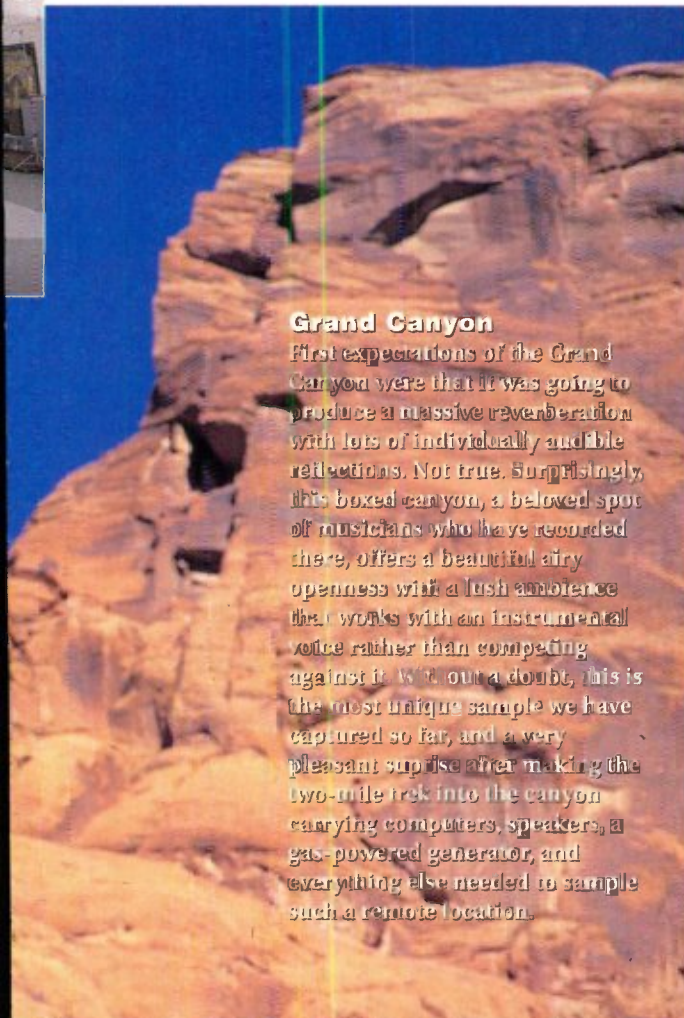 Grand Canyon
First expectations of the Grand
Canyon were that it was going to
produce a massive reverberation
with lots of individually audible
reflections. Not true. Surprisingly,
this boxed canyon, a beloved spot
of musicians who have recorded
there, offers a beautiful airy
openness with a lush ambience
that works with an instrumental
voice rather than competing
against it. Without a doubt, this is
the most unique sample we have
captured so far, and a very
pleasant suprise after making the
two-mile trek into the canyon
carrying computers, speakers, a
gas-powered generator, and
everything else needed to sample
such a remote location.